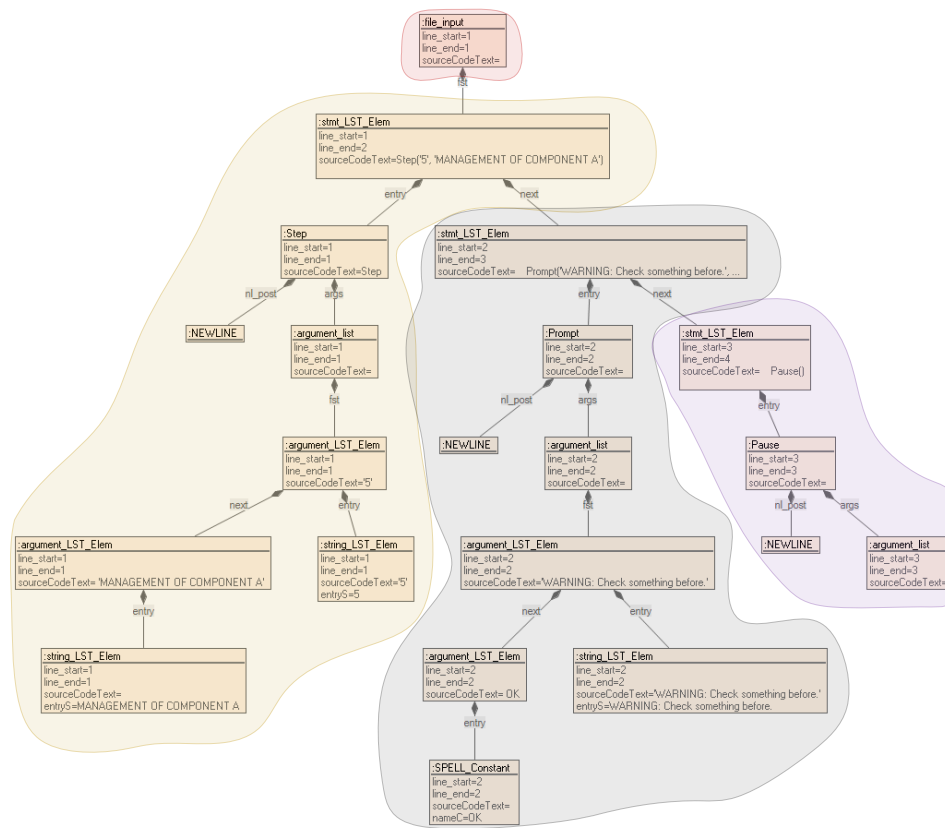 :file_input
line_start=1
line_end=1
sourceCodeText=
fst
:stmt_LST_Elem
line_start=1
line_end=2
sourceCodeText=Step('5', 'MANAGEMENT OF COMPONENT A')
entry
next
:Step
line_start=1
line_end=1
sourceCodeText=Step
:stmt_LST_Elem
line_start=2
line_end=3
sourceCodeText= Prompt('WARNING: Check something before.', ...
nl_post
args
entry
next
:NEWLINE
:argument_list
line_start=1
line_end=1
sourceCodeText=
:Prompt
line_start=2
line_end=2
sourceCodeText=
:stmt_LST_Elem
line_start=3
line_end=4
sourceCodeText= Pause()
fst
nl_post
args
entry
:argument_LST_Elem
line_start=1
line_end=1
sourceCodeText='5'
:NEWLINE
:argument_list
line_start=2
line_end=2
sourceCodeText=
:Pause
line_start=3
line_end=3
sourceCodeText=
next
entry
fst
nl_post
args
:argument_LST_Elem
line_start=1
line_end=1
sourceCodeText= 'MANAGEMENT OF COMPONENT A'
:string_LST_Elem
line_start=1
line_end=1
sourceCodeText='5'
entryS=5
:argument_LST_Elem
line_start=2
line_end=2
sourceCodeText='WARNING: Check something before.'
:NEWLINE
:argument_list
line_start=3
line_end=3
sourceCodeText=
entry
next
entry
:string_LST_Elem
line_start=1
line_end=1
sourceCodeText=
entryS=MANAGEMENT OF COMPONENT A
:argument_LST_Elem
line_start=2
line_end=2
sourceCodeText= OK
:string_LST_Elem
line_start=2
line_end=2
sourceCodeText='WARNING: Check something before.'
entryS=WARNING: Check something before.
entry
:SPELL_Constant
line_start=2
line_end=2
sourceCodeText=
nameC=OK